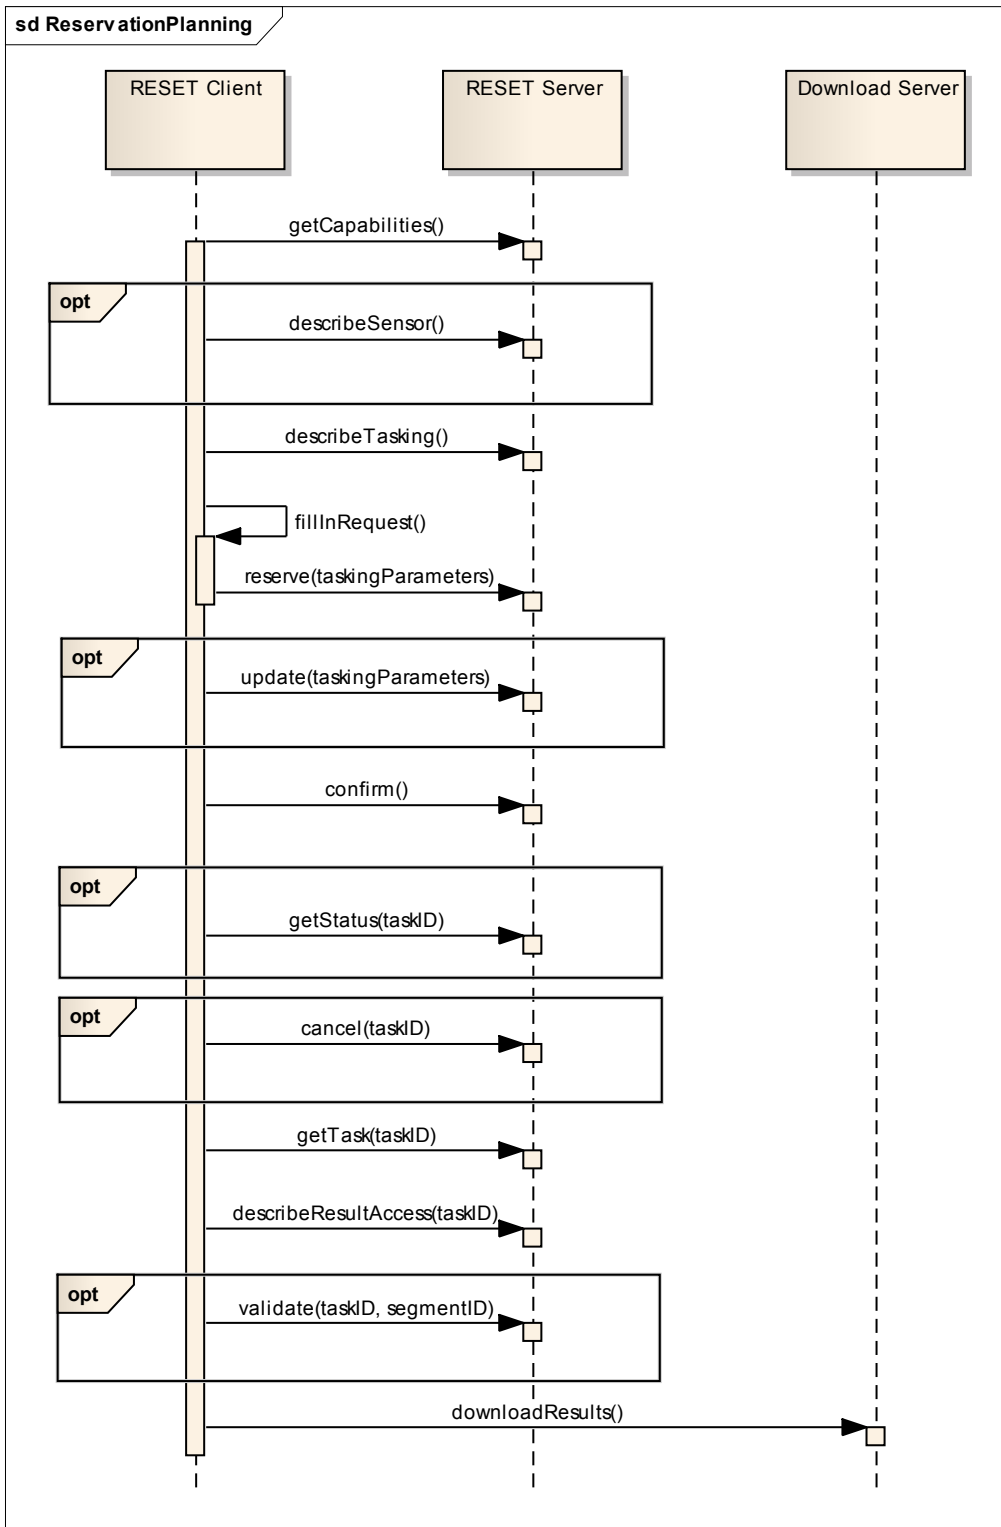 sd ReservationPlanning
RESET Client
RESET Server
Download Server
getCapabilities()
opt
describeSensor()
describeTasking()
fillInRequest()
reserve(taskingParameters)
opt
update(taskingParameters)
confirm()
opt
getStatus(taskID)
opt
cancel(taskID)
getTask(taskID)
describeResultAccess(taskID)
opt
validate(taskID, segmentID)
downloadResults()